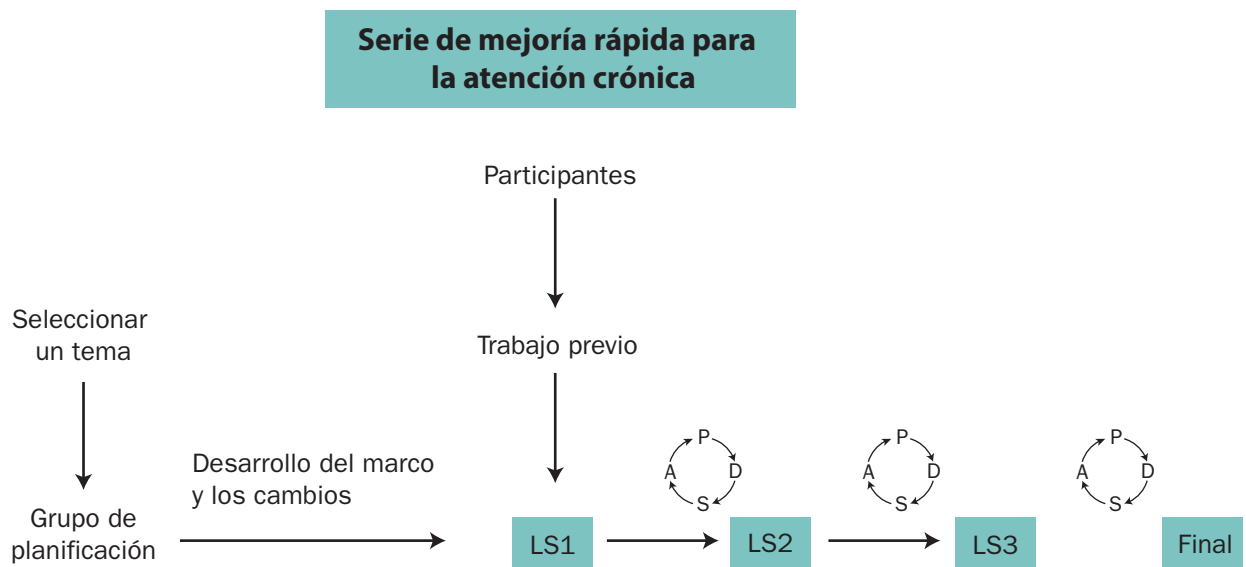 Serie de mejoría rápida para
la atención crónica
Participantes
Seleccionar
un tema
Trabajo previo
Desarrollo del marco
y los cambios
Grupo de
planificación
P
A D
S
P
A D
S
P
A D
S
LS1
LS2
LS3
Final